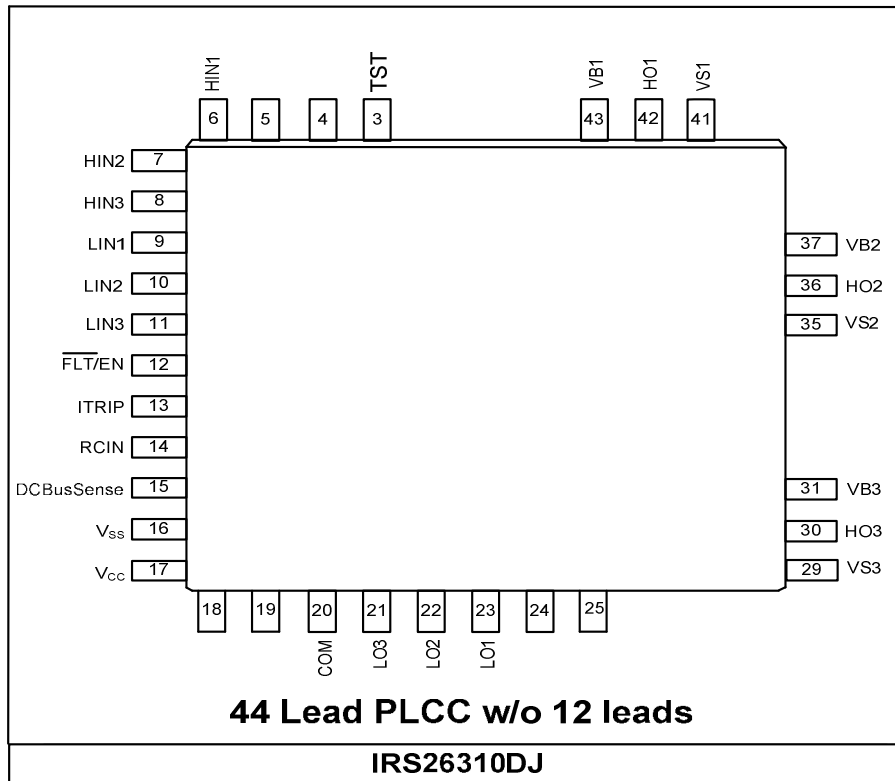 HIN1 TST VB1 HO1 VS1
6 5 4 3 43 42 41
HIN2 7
HIN3 8
LIN1 9 37 VB2
LIN2 10 36 HO2
LIN3 11 35 VS2
FLT/EN 12
ITRIP 13
RCIN 14
DCBusSense 15 31 VB3
VSS 16 30 HO3
VCC 17 29 VS3
18 19 20 21 22 23 24 25
COM LO3 LO2 LO1
44 Lead PLCC w/o 12 leads
IRS26310DJ